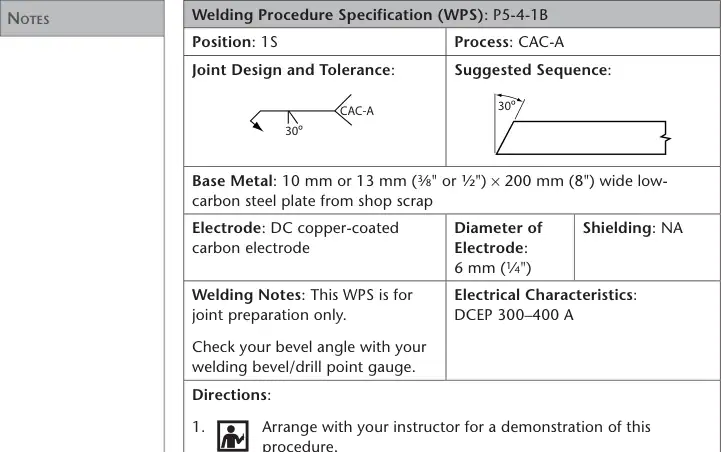 NOTES
Welding Procedure Specification (WPS): P5-4-1B
Position: 1S
Process: CAC-A
Joint Design and Tolerance:
Suggested Sequence:
CAC-A
30º
30º
Base Metal: 10 mm or 13 mm (⅜" or ½") × 200 mm (8") wide low-
carbon steel plate from shop scrap
Electrode: DC copper-coated
carbon electrode
Diameter of
Electrode:
6 mm (¼")
Shielding: NA
Welding Notes: This WPS is for
joint preparation only.
Check your bevel angle with your
welding bevel/drill point gauge.
Electrical Characteristics:
DCEP 300–400 A
Directions:
1. Arrange with your instructor for a demonstration of this
procedure.